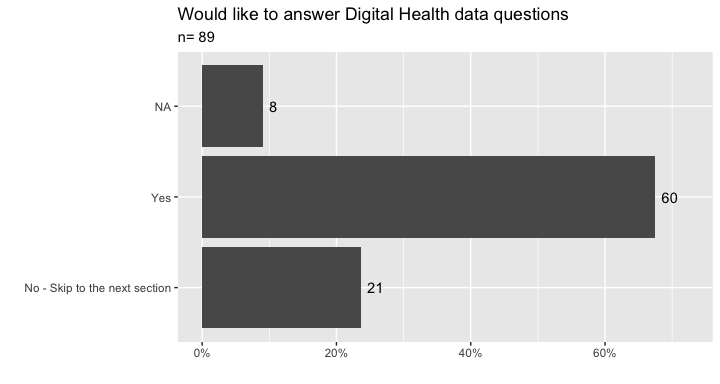 Would like to answer Digital Health data questions
n= 89
NA
8
Yes
60
No - Skip to the next section
21
0%
20%
40%
60%